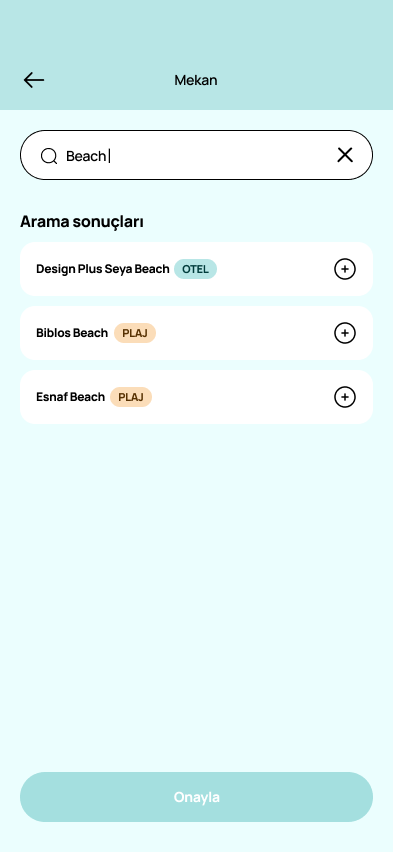 Mekan
Beach
Arama sonuçları
Design Plus Seya Beach OTEL
Biblos Beach PLAJ
Esnaf Beach PLAJ
Onayla